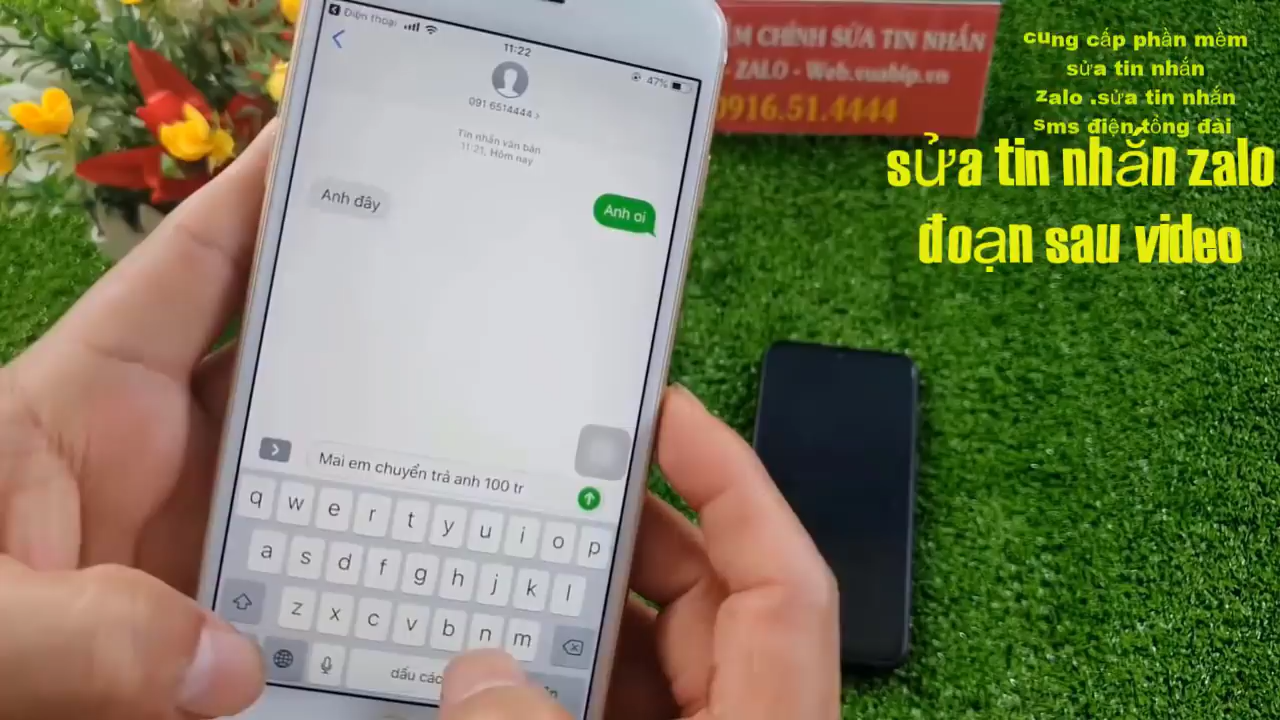 Điện thoại
11:22
47%
091 6514444 >
Tin nhắn văn bản
11:21, Hôm nay
Anh ơi
Anh đây
Mai em chuyển trả anh 100 tr
q w e r t y u i o p
a s d f g h j k l
z x c v b n m
dấu các
CHỈNH SỬA TIN NHẮN
- ZALO - Web.vuabip.vn
0916.51.4444
cung cấp phần mềm
sửa tin nhắn
zalo .sửa tin nhắn
sms điện,tổng đài
sửa tin nhắn zalo
đoạn sau video